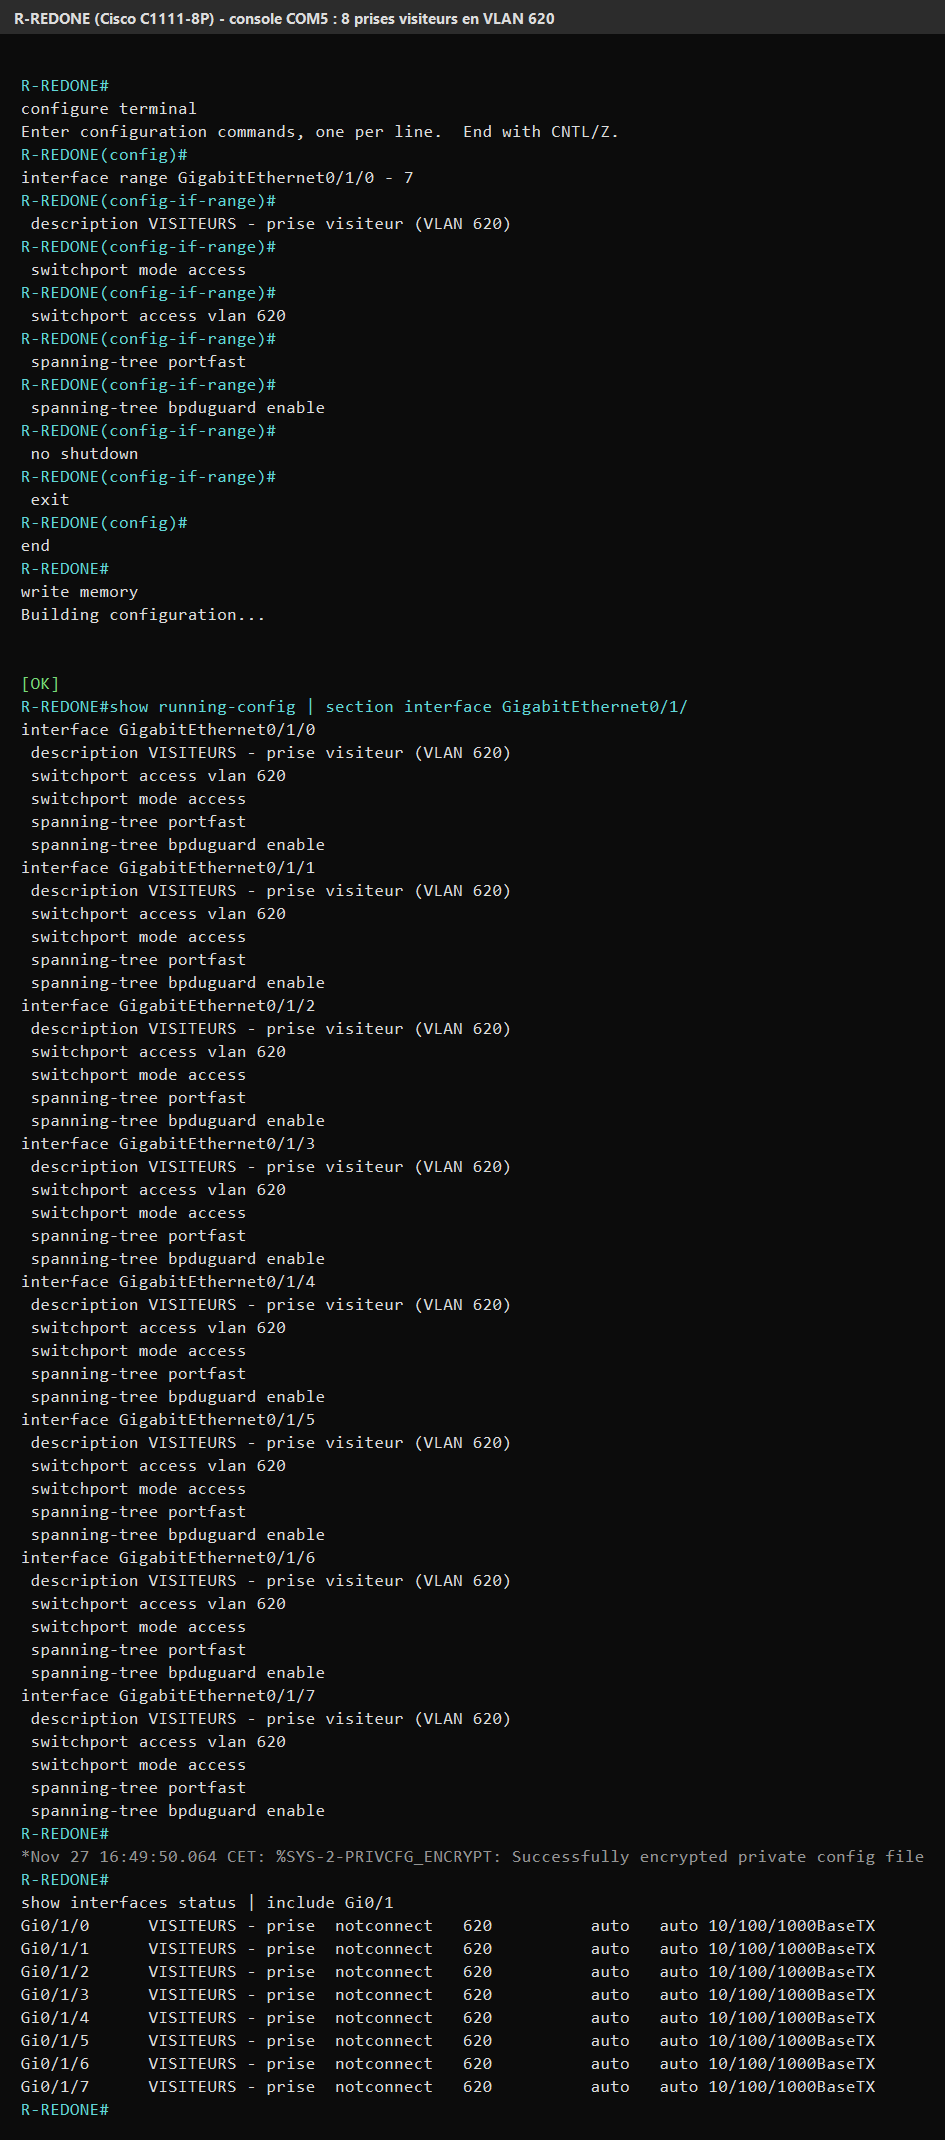 R-REDONE (Cisco C1111-8P) - console COM5 : 8 prises visiteurs en VLAN 620
R-REDONE#
configure terminal
Enter configuration commands, one per line.  End with CNTL/Z.
R-REDONE(config)#
interface range GigabitEthernet0/1/0 - 7
R-REDONE(config-if-range)#
 description VISITEURS - prise visiteur (VLAN 620)
R-REDONE(config-if-range)#
 switchport mode access
R-REDONE(config-if-range)#
 switchport access vlan 620
R-REDONE(config-if-range)#
 spanning-tree portfast
R-REDONE(config-if-range)#
 spanning-tree bpduguard enable
R-REDONE(config-if-range)#
 no shutdown
R-REDONE(config-if-range)#
 exit
R-REDONE(config)#
end
R-REDONE#
write memory
Building configuration...
[OK]
R-REDONE#show running-config | section interface GigabitEthernet0/1/
interface GigabitEthernet0/1/0
 description VISITEURS - prise visiteur (VLAN 620)
 switchport access vlan 620
 switchport mode access
 spanning-tree portfast
 spanning-tree bpduguard enable
interface GigabitEthernet0/1/1
 description VISITEURS - prise visiteur (VLAN 620)
 switchport access vlan 620
 switchport mode access
 spanning-tree portfast
 spanning-tree bpduguard enable
interface GigabitEthernet0/1/2
 description VISITEURS - prise visiteur (VLAN 620)
 switchport access vlan 620
 switchport mode access
 spanning-tree portfast
 spanning-tree bpduguard enable
interface GigabitEthernet0/1/3
 description VISITEURS - prise visiteur (VLAN 620)
 switchport access vlan 620
 switchport mode access
 spanning-tree portfast
 spanning-tree bpduguard enable
interface GigabitEthernet0/1/4
 description VISITEURS - prise visiteur (VLAN 620)
 switchport access vlan 620
 switchport mode access
 spanning-tree portfast
 spanning-tree bpduguard enable
interface GigabitEthernet0/1/5
 description VISITEURS - prise visiteur (VLAN 620)
 switchport access vlan 620
 switchport mode access
 spanning-tree portfast
 spanning-tree bpduguard enable
interface GigabitEthernet0/1/6
 description VISITEURS - prise visiteur (VLAN 620)
 switchport access vlan 620
 switchport mode access
 spanning-tree portfast
 spanning-tree bpduguard enable
interface GigabitEthernet0/1/7
 description VISITEURS - prise visiteur (VLAN 620)
 switchport access vlan 620
 switchport mode access
 spanning-tree portfast
 spanning-tree bpduguard enable
R-REDONE#
*Nov 27 16:49:50.064 CET: %SYS-2-PRIVCFG_ENCRYPT: Successfully encrypted private config file
R-REDONE#
show interfaces status | include Gi0/1
Gi0/1/0      VISITEURS - prise  notconnect   620          auto   auto 10/100/1000BaseTX
Gi0/1/1      VISITEURS - prise  notconnect   620          auto   auto 10/100/1000BaseTX
Gi0/1/2      VISITEURS - prise  notconnect   620          auto   auto 10/100/1000BaseTX
Gi0/1/3      VISITEURS - prise  notconnect   620          auto   auto 10/100/1000BaseTX
Gi0/1/4      VISITEURS - prise  notconnect   620          auto   auto 10/100/1000BaseTX
Gi0/1/5      VISITEURS - prise  notconnect   620          auto   auto 10/100/1000BaseTX
Gi0/1/6      VISITEURS - prise  notconnect   620          auto   auto 10/100/1000BaseTX
Gi0/1/7      VISITEURS - prise  notconnect   620          auto   auto 10/100/1000BaseTX
R-REDONE#